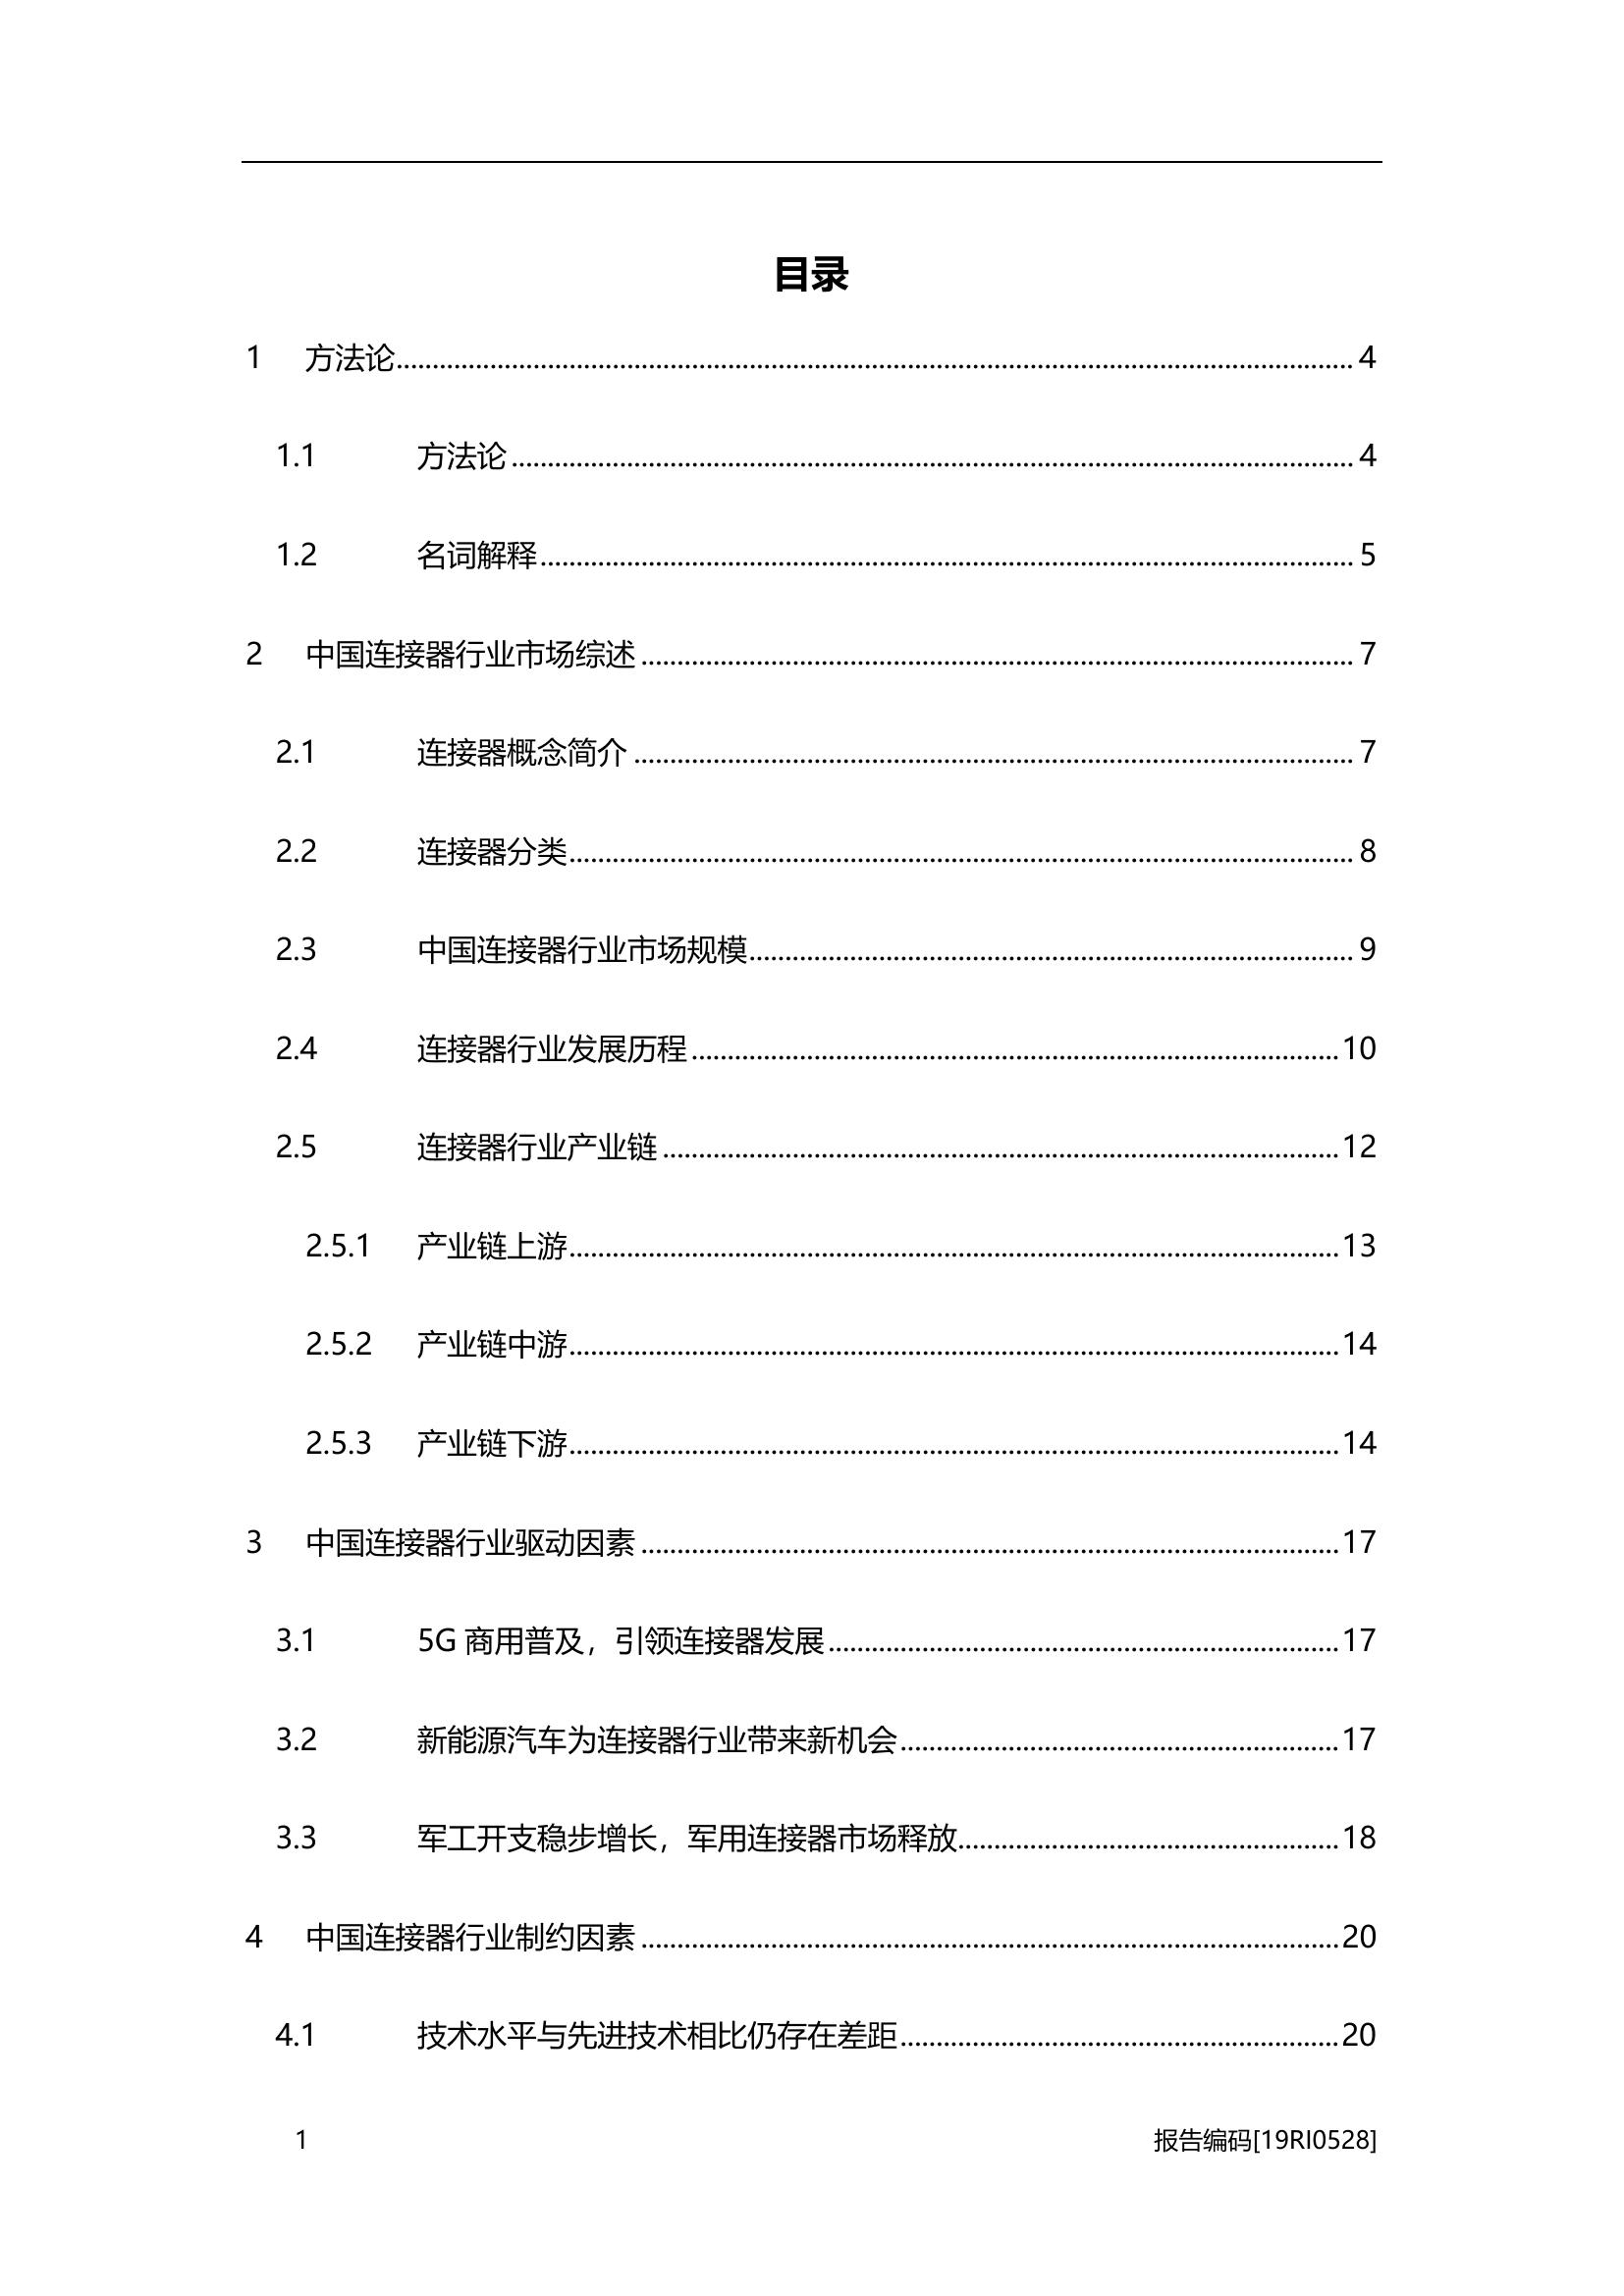 目录
1 方法论 4
1.1 方法论 4
1.2 名词解释 5
2 中国连接器行业市场综述 7
2.1 连接器概念简介 7
2.2 连接器分类 8
2.3 中国连接器行业市场规模 9
2.4 连接器行业发展历程 10
2.5 连接器行业产业链 12
2.5.1 产业链上游 13
2.5.2 产业链中游 14
2.5.3 产业链下游 14
3 中国连接器行业驱动因素 17
3.1 5G 商用普及，引领连接器发展 17
3.2 新能源汽车为连接器行业带来新机会 17
3.3 军工开支稳步增长，军用连接器市场释放 18
4 中国连接器行业制约因素 20
4.1 技术水平与先进技术相比仍存在差距 20
1 报告编码[19RI0528]